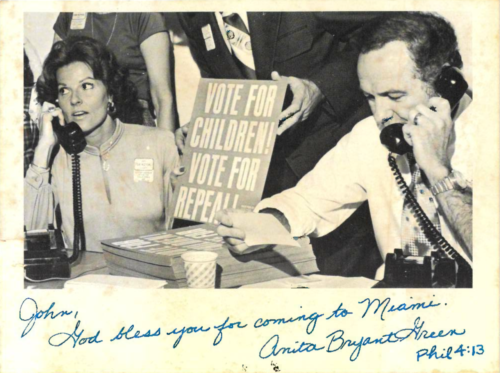 VOTE FOR
CHILDREN!
VOTE FOR
REPEAL!
John,
God bless you for coming to Miami.
Anita Bryant Green
Phil 4:13